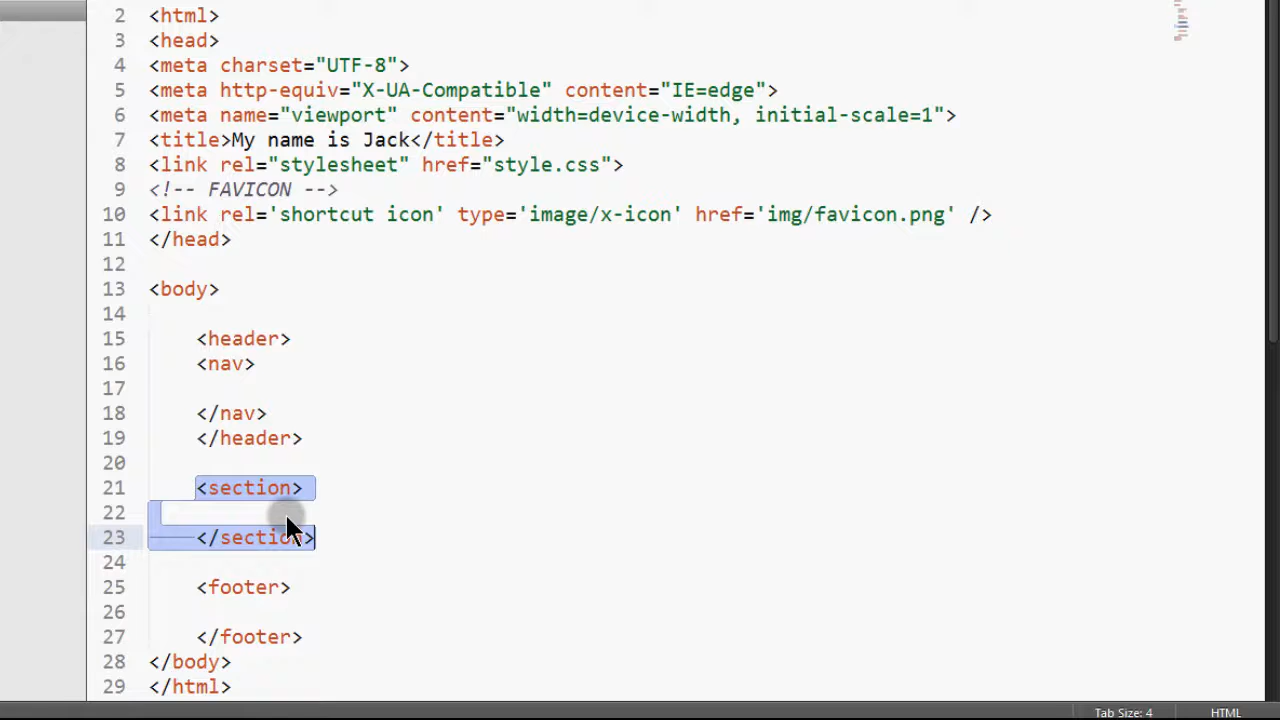 2 <html>
3 <head>
4 <meta charset="UTF-8">
5 <meta http-equiv="X-UA-Compatible" content="IE=edge">
6 <meta name="viewport" content="width=device-width, initial-scale=1">
7 <title>My name is Jack</title>
8 <link rel="stylesheet" href="style.css">
9 <!-- FAVICON -->
10 <link rel='shortcut icon' type='image/x-icon' href='img/favicon.png' />
11 </head>
12
13 <body>
14
15 <header>
16 <nav>
17
18 </nav>
19 </header>
20
21 <section>
22
23 </section>
24
25 <footer>
26
27 </footer>
28 </body>
29 </html>
Tab Size: 4 HTML